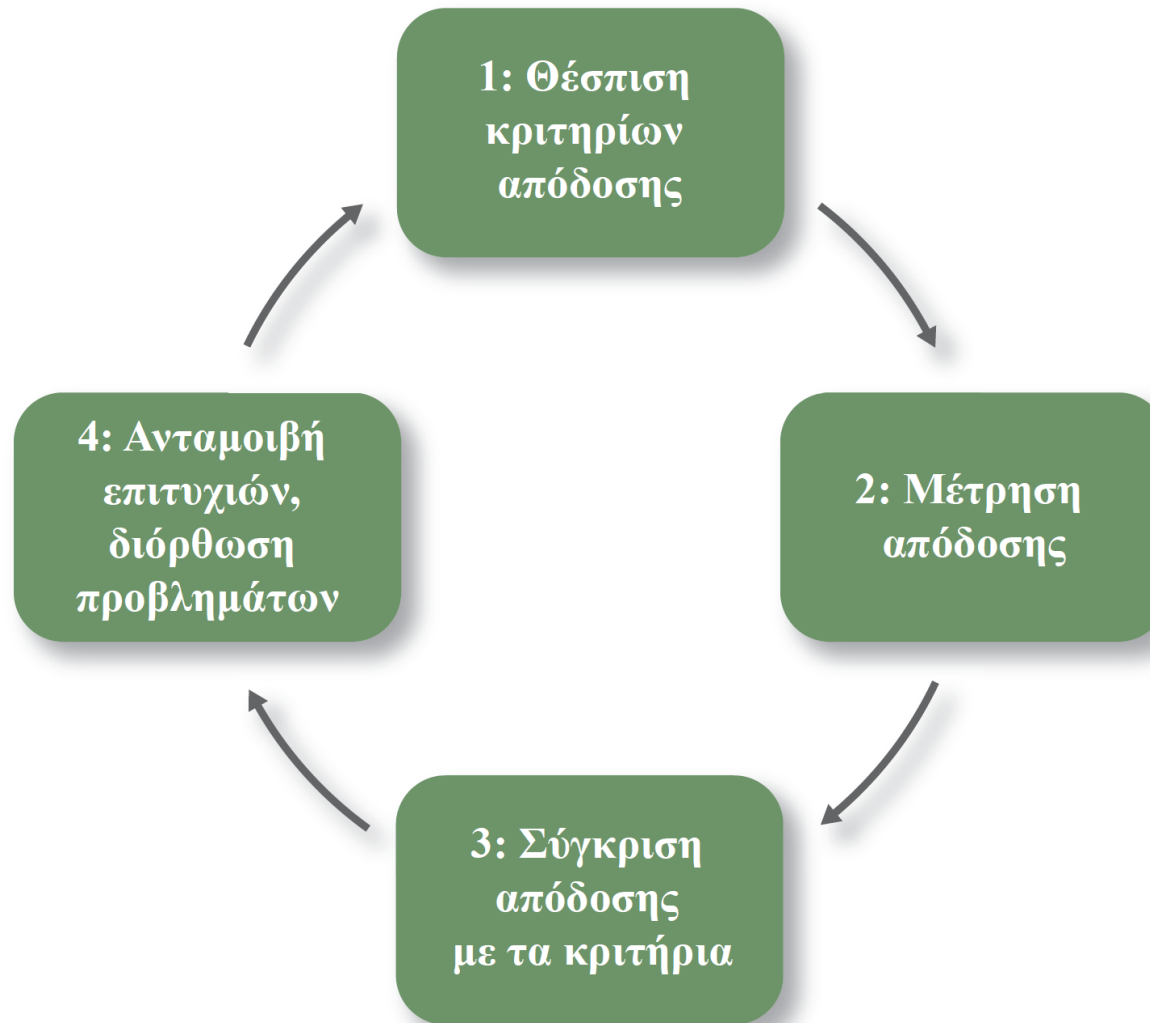 1: Θέσπιση
κριτηρίων
απόδοσης
2: Μέτρηση
απόδοσης
3: Σύγκριση
απόδοσης
με τα κριτήρια
4: Ανταμοιβή
επιτυχιών,
διόρθωση
προβλημάτων